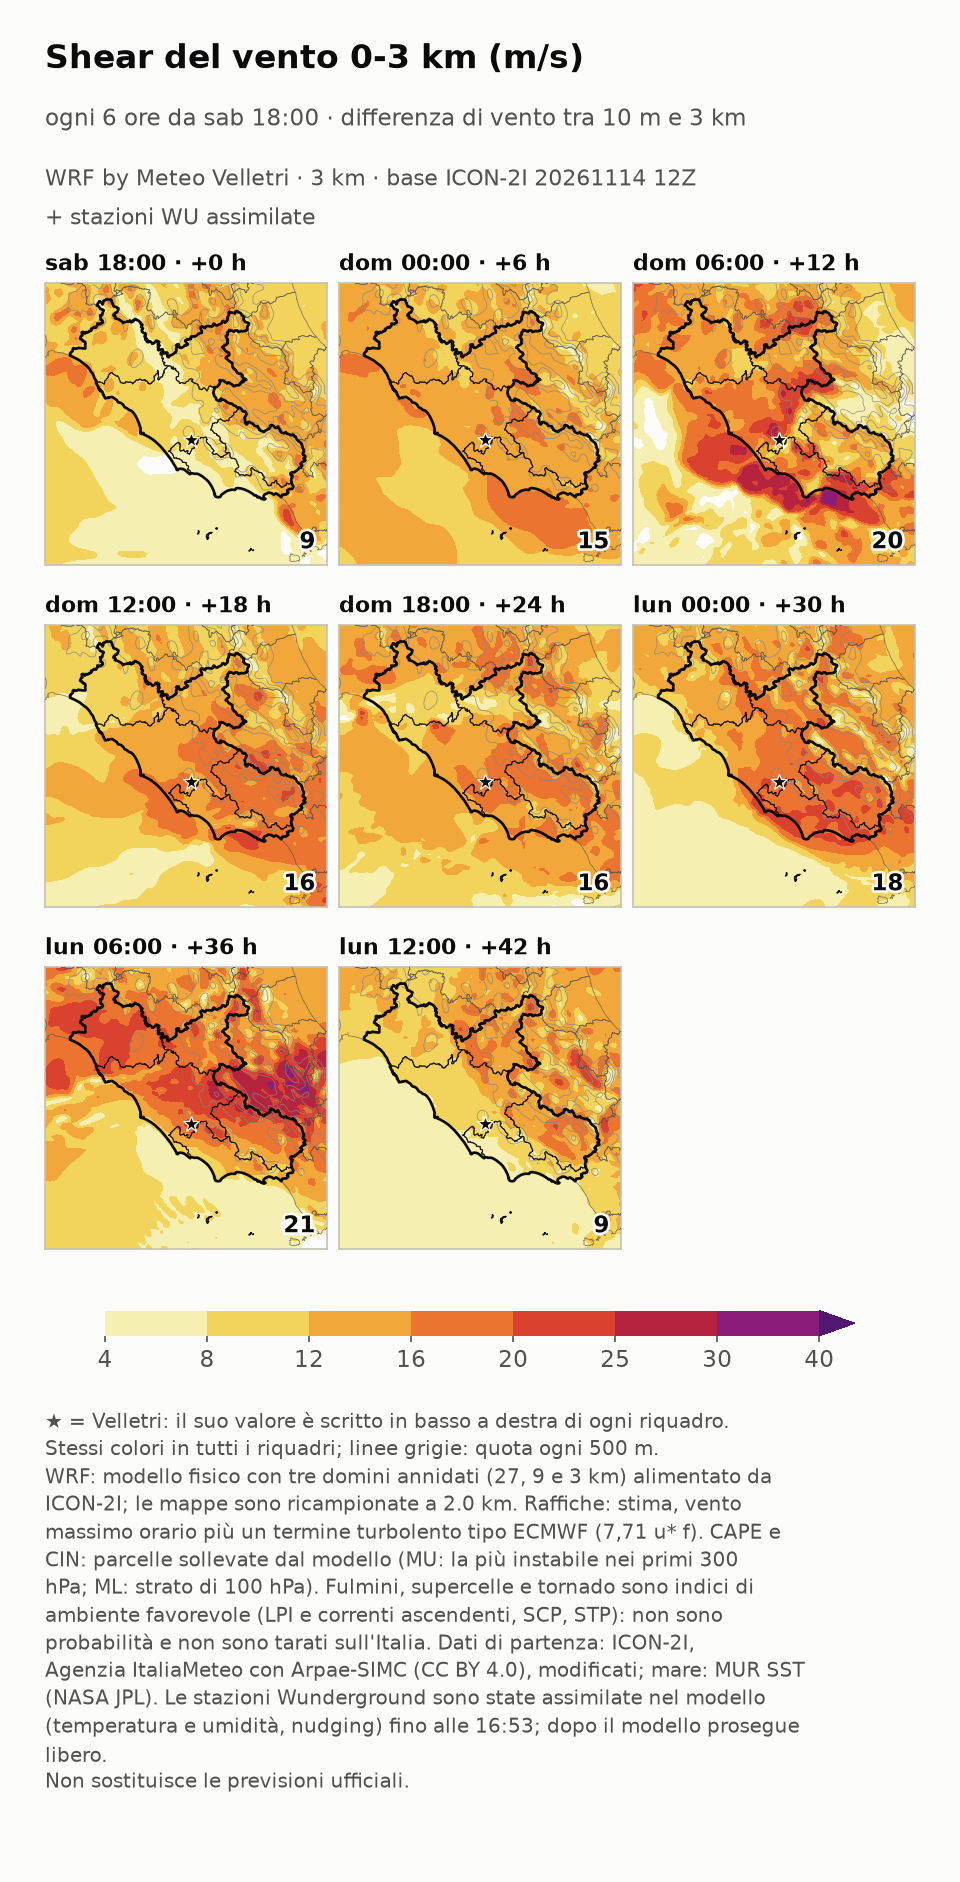 Shear del vento 0-3 km (m/s)
ogni 6 ore da sab 18:00 · differenza di vento tra 10 m e 3 km
WRF by Meteo Velletri · 3 km · base ICON-2I 20261114 12Z
+ stazioni WU assimilate
sab 18:00 · +0 h
dom 00:00 · +6 h
dom 06:00 · +12 h
9
15
20
dom 12:00 · +18 h
dom 18:00 · +24 h
lun 00:00 · +30 h
16
16
18
lun 06:00 · +36 h
lun 12:00 · +42 h
21
9
4 8 12 16 20 25 30 40
★ = Velletri: il suo valore è scritto in basso a destra di ogni riquadro.
Stessi colori in tutti i riquadri; linee grigie: quota ogni 500 m.
WRF: modello fisico con tre domini annidati (27, 9 e 3 km) alimentato da
ICON-2I; le mappe sono ricampionate a 2.0 km. Raffiche: stima, vento
massimo orario più un termine turbolento tipo ECMWF (7,71 u* f). CAPE e
CIN: parcelle sollevate dal modello (MU: la più instabile nei primi 300
hPa; ML: strato di 100 hPa). Fulmini, supercelle e tornado sono indici di
ambiente favorevole (LPI e correnti ascendenti, SCP, STP): non sono
probabilità e non sono tarati sull'Italia. Dati di partenza: ICON-2I,
Agenzia ItaliaMeteo con Arpae-SIMC (CC BY 4.0), modificati; mare: MUR SST
(NASA JPL). Le stazioni Wunderground sono state assimilate nel modello
(temperatura e umidità, nudging) fino alle 16:53; dopo il modello prosegue
libero.
Non sostituisce le previsioni ufficiali.